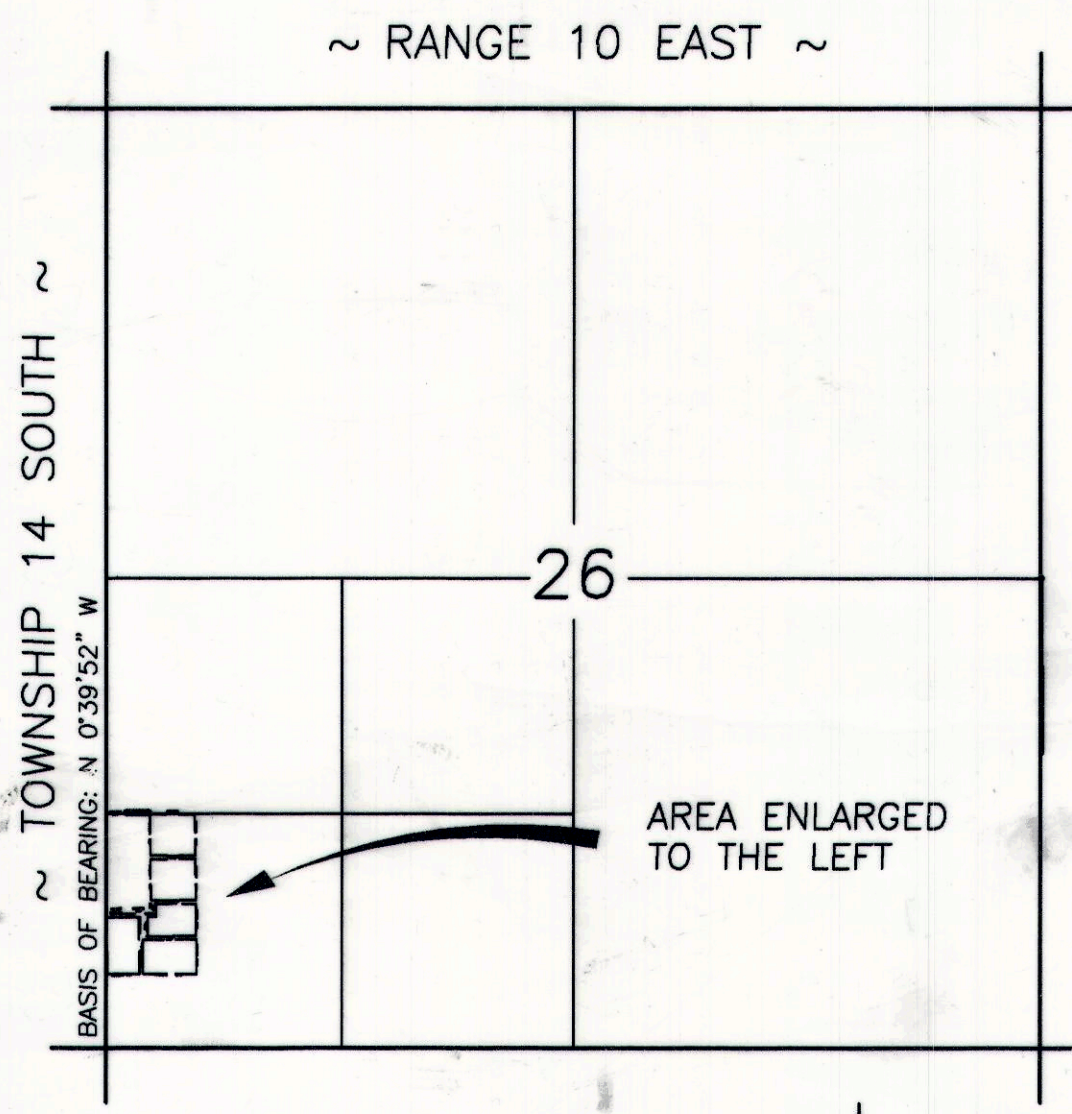 ~ RANGE 10 EAST ~
~ TOWNSHIP 14 SOUTH ~
BASIS OF BEARING: N 0°39'52" W
26
AREA ENLARGED
TO THE LEFT